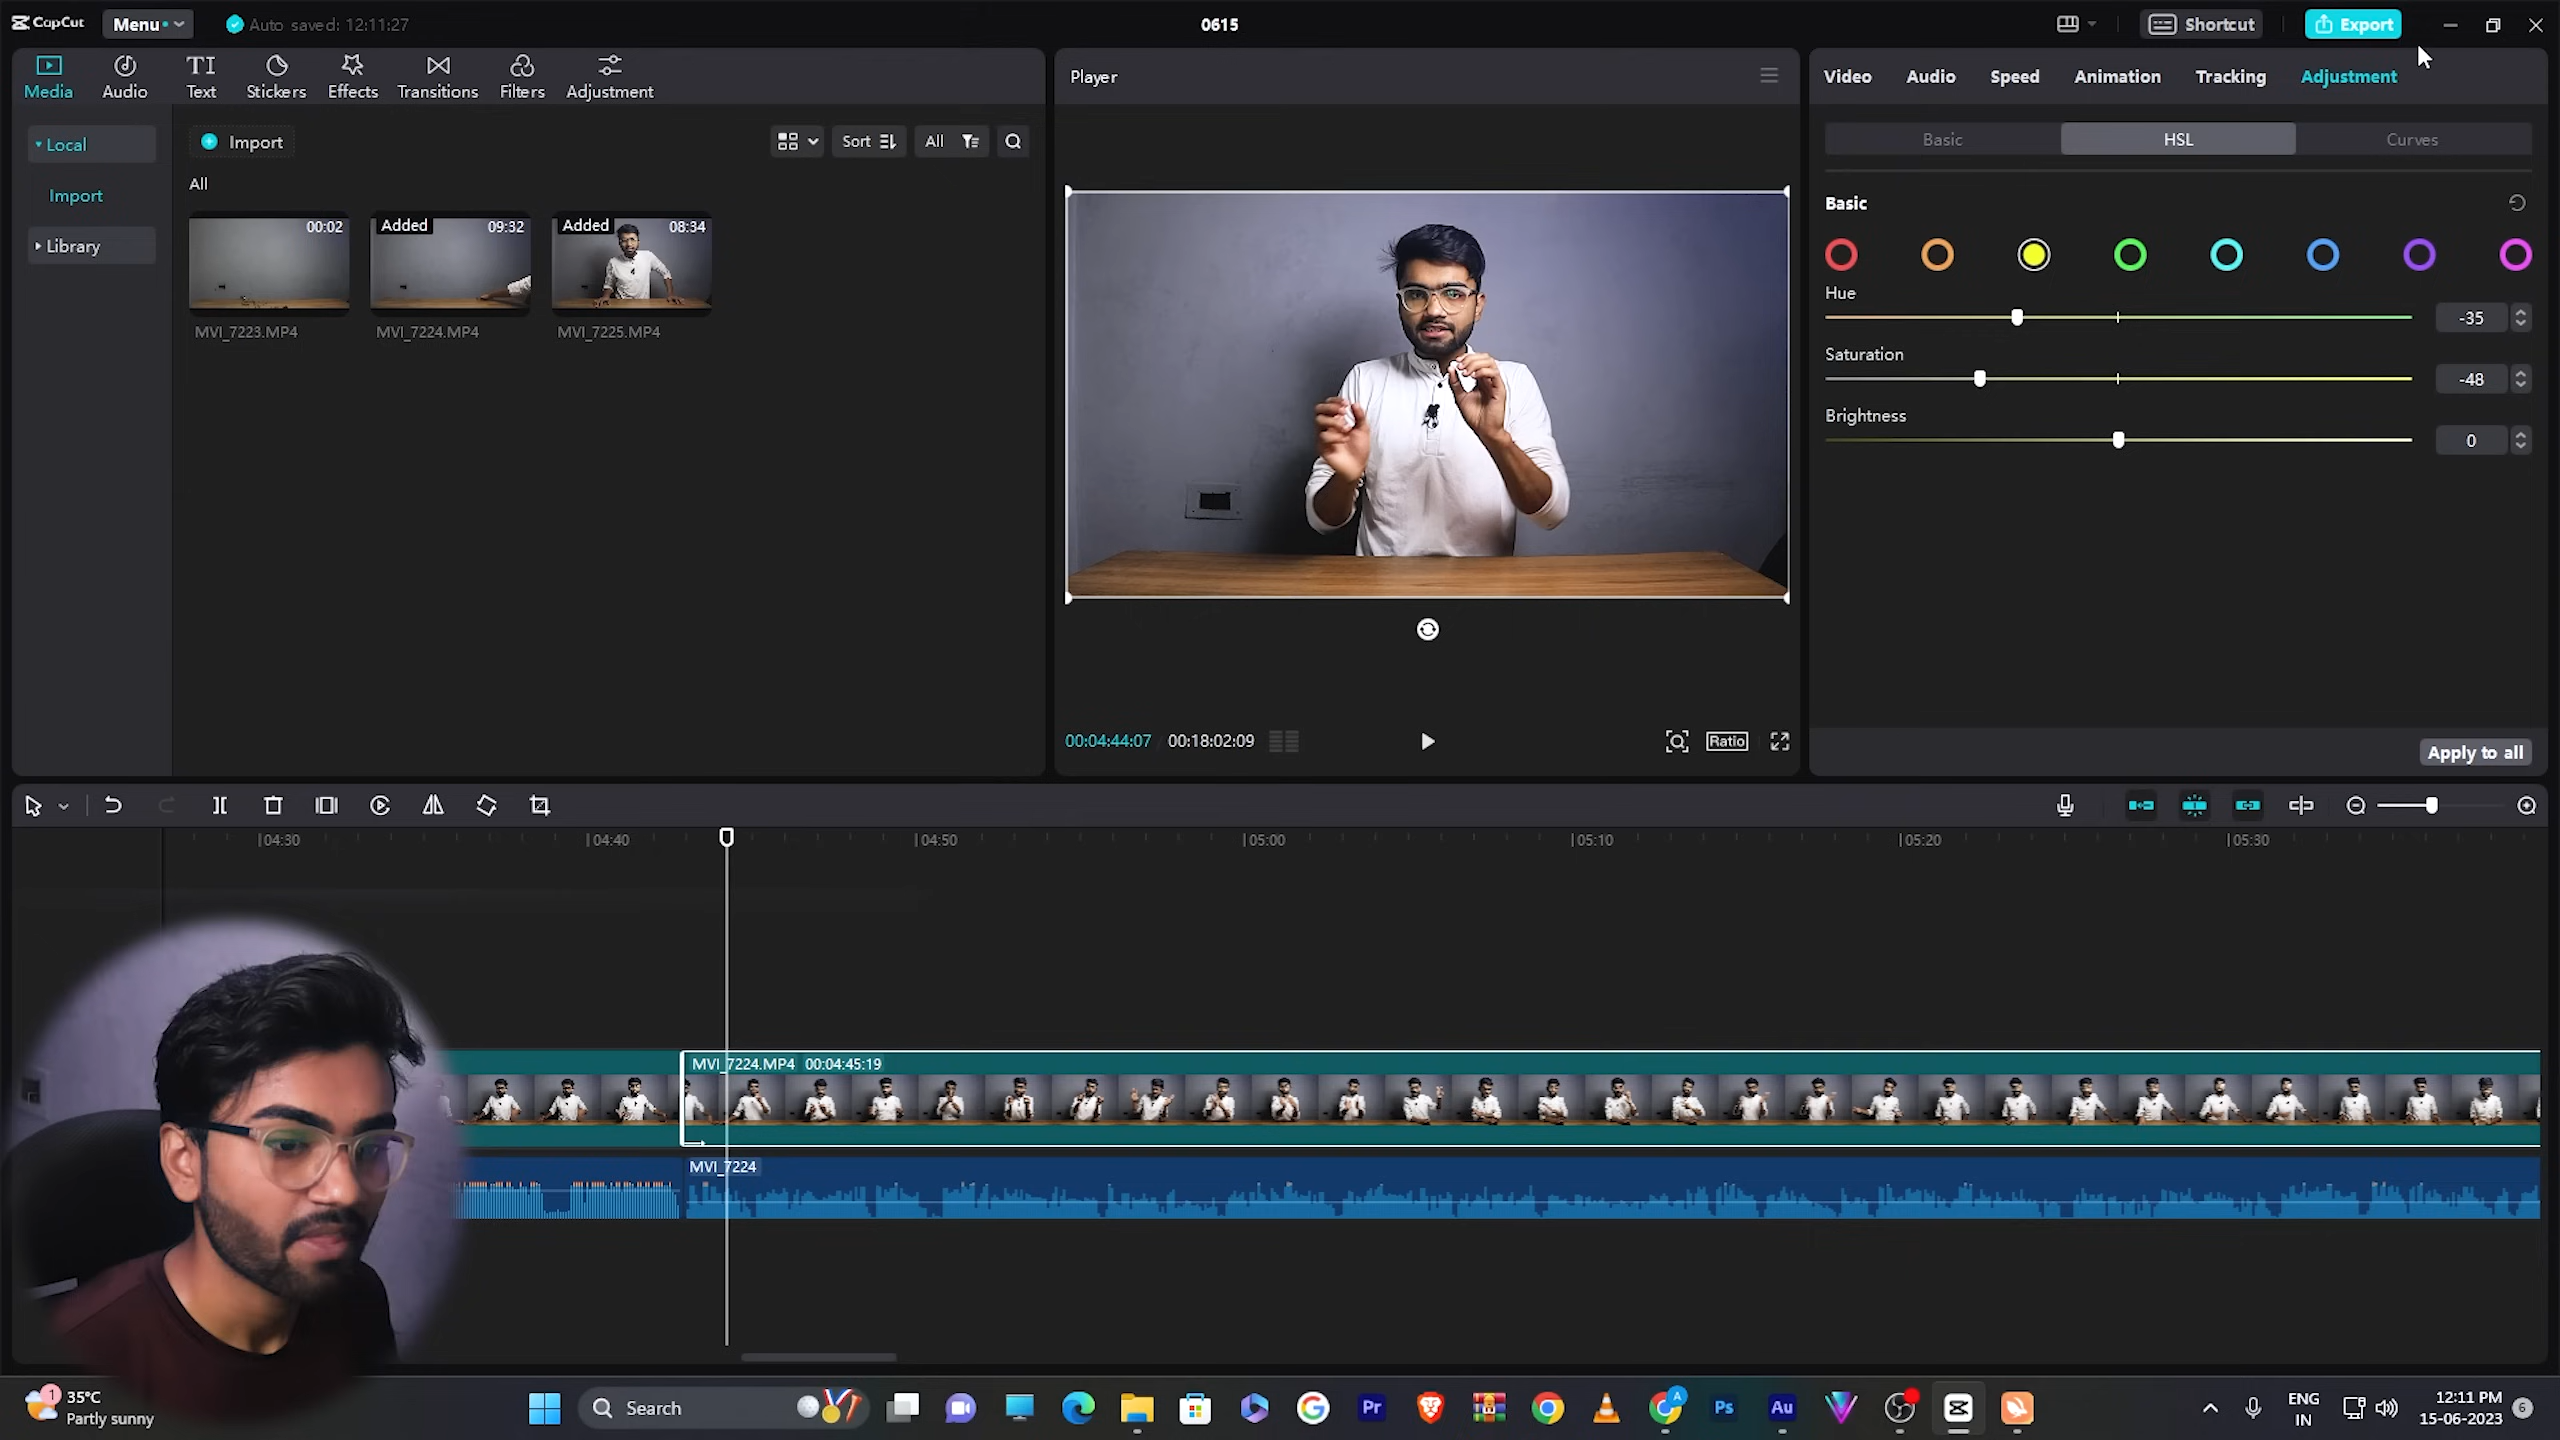 CapCut Menu Auto saved: 12:11:27 0615 Shortcut Export
Media Audio Text Stickers Effects Transitions Filters Adjustment
Player
Video Audio Speed Animation Tracking Adjustment
Local
Import
Library
Import Sort All
All
00:02
Added 09:32
Added 08:34
MVI_7223.MP4 MVI_7224.MP4 MVI_7225.MP4
00:04:44:07 00:18:02:09 Ratio
Basic HSL Curves
Basic
Hue
-35
Saturation
-48
Brightness
0
Apply to all
04:30 04:40 04:50 05:00 05:10 05:20 05:30
MVI_7224.MP4 00:04:45:19
MVI_7224
1
35°C
Partly sunny
Search
Pr
A
Ps
Au
ENG
IN
12:11 PM
15-06-2023
6